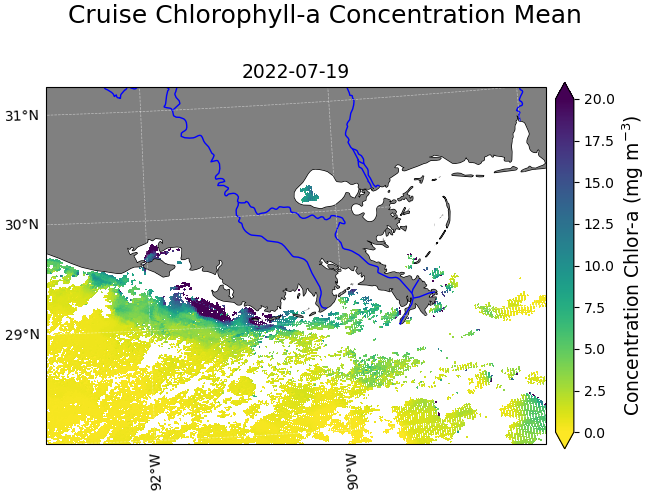 Cruise Chlorophyll-a Concentration Mean
2022-07-19
31°N
30°N
29°N
92°W
90°W
20.0
17.5
15.0
12.5
10.0
7.5
5.0
2.5
0.0
Concentration Chlor-a (mg m⁻³)